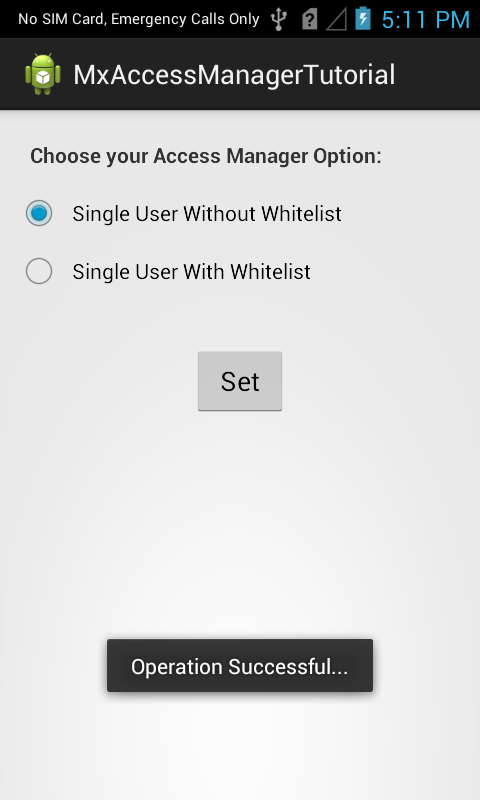 No SIM Card, Emergency Calls Only 5:11 PM
MxAccessManagerTutorial
Choose your Access Manager Option:
Single User Without Whitelist
Single User With Whitelist
Set
Operation Successful...